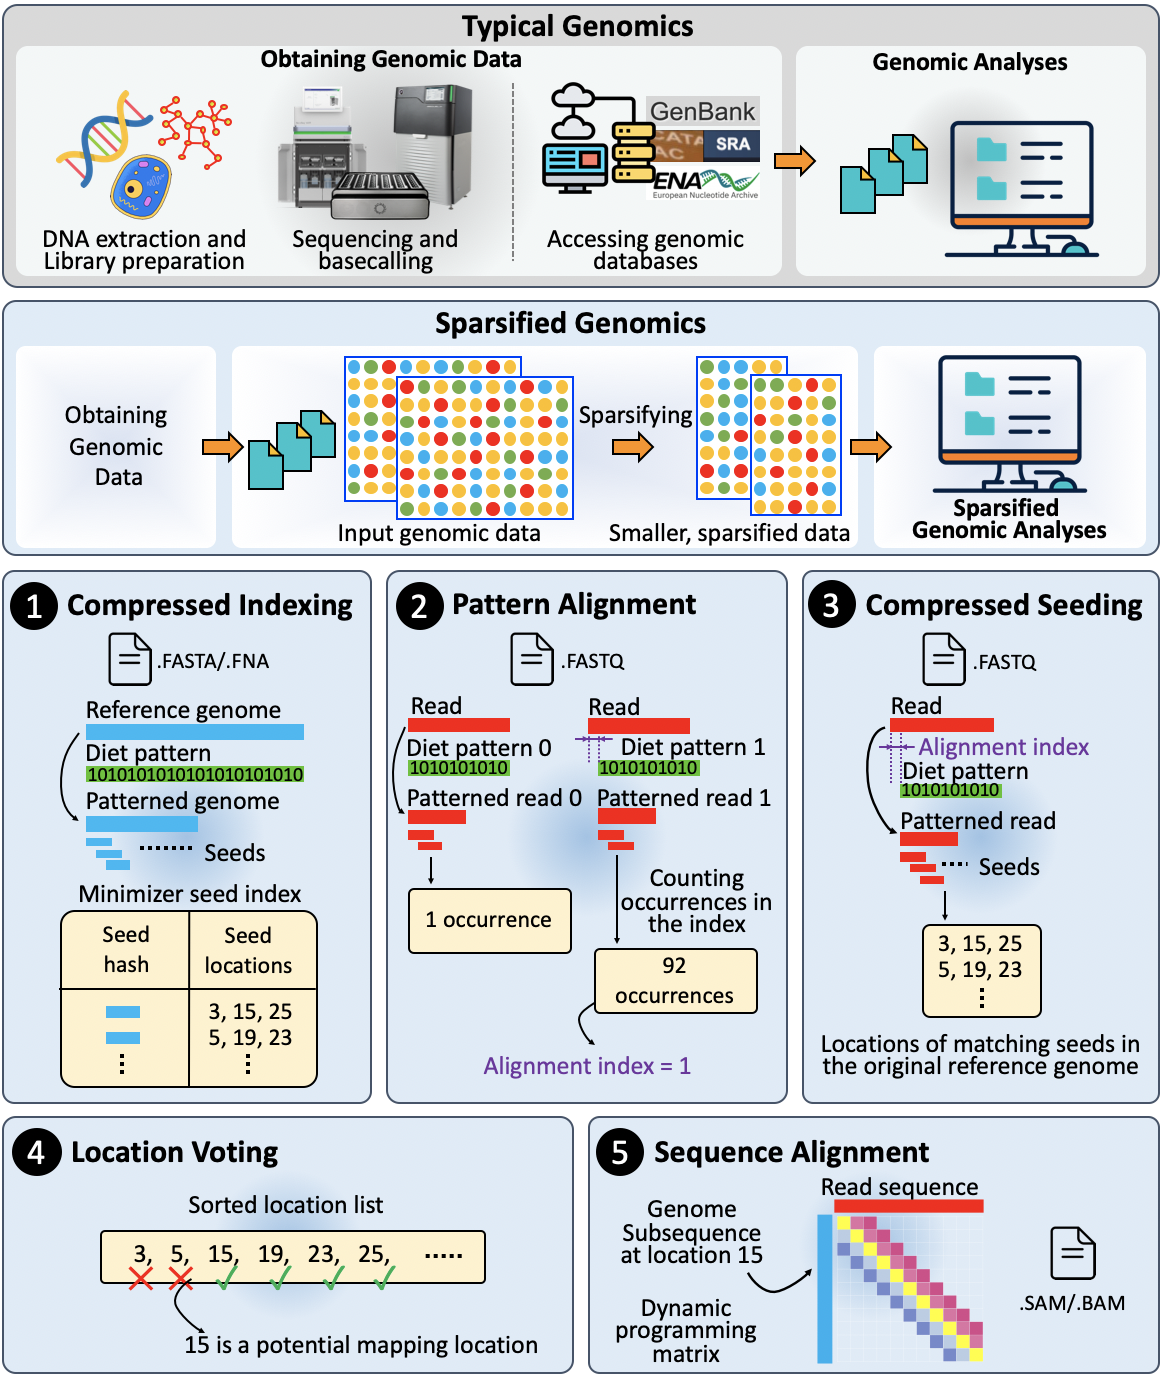 Typical Genomics
Obtaining Genomic Data
Genomic Analyses
GenBank
SRA
ENA
European Nucleotide Archive
DNA extraction and
Library preparation
Sequencing and
basecalling
Accessing genomic
databases
Sparsified Genomics
Obtaining
Genomic
Data
Sparsifying
Input genomic data
Smaller, sparsified data
Sparsified
Genomic Analyses
1 Compressed Indexing
.FASTA/.FNA
Reference genome
Diet pattern
101010101010101010101010
Patterned genome
....... Seeds
Minimizer seed index
Seed
hash
Seed
locations
3, 15, 25
5, 19, 23
2 Pattern Alignment
.FASTQ
Read
Read
Diet pattern 0
Diet pattern 1
1010101010
1010101010
Patterned read 0
Patterned read 1
Counting
occurrences in
the index
1 occurrence
92
occurrences
Alignment index = 1
3 Compressed Seeding
.FASTQ
Read
Alignment index
Diet pattern
1010101010
Patterned read
.... Seeds
3, 15, 25
5, 19, 23
Locations of matching seeds in
the original reference genome
4 Location Voting
Sorted location list
3, 5, 15, 19, 23, 25, .....
15 is a potential mapping location
5 Sequence Alignment
Read sequence
Genome
Subsequence
at location 15
Dynamic
programming
matrix
.SAM/.BAM